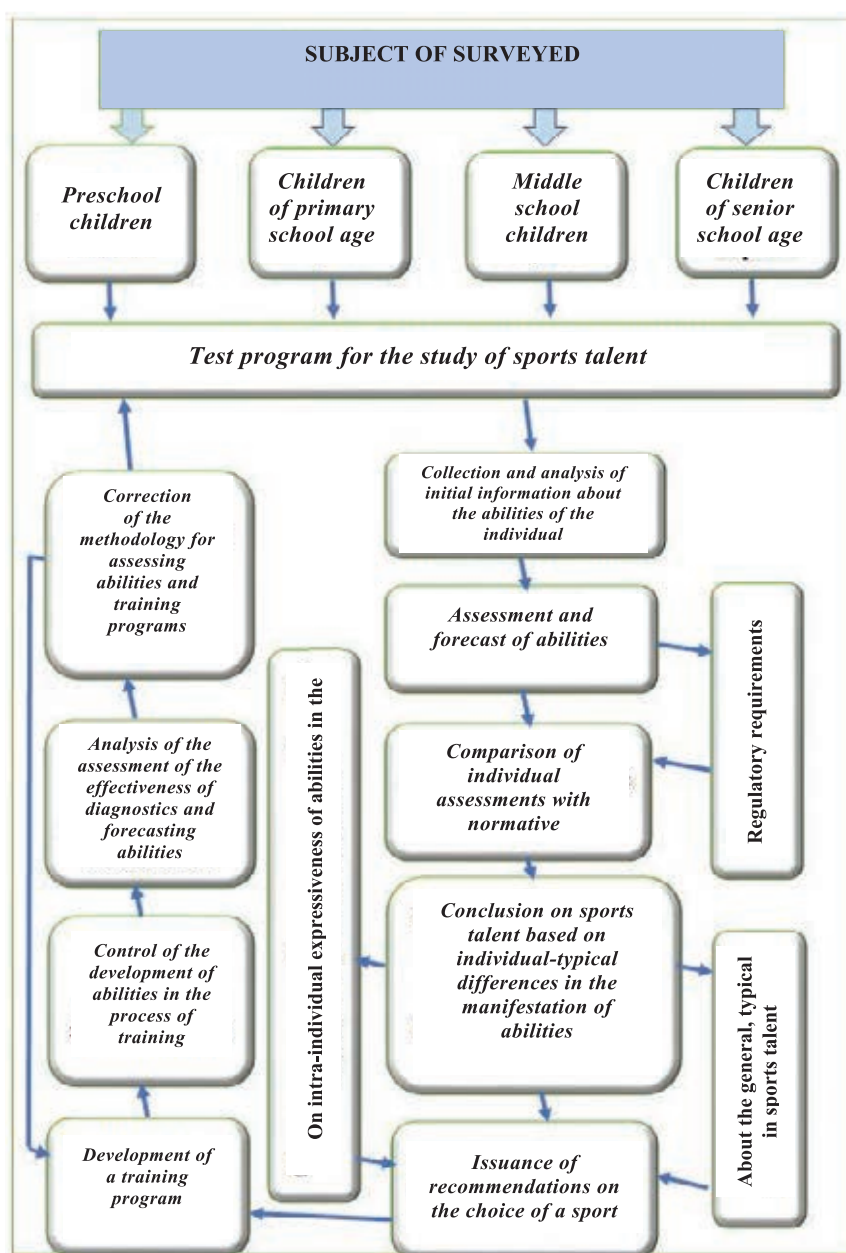 SUBJECT OF SURVEYED
Preschool
children
Children
of primary
school age
Middle
school
children
Children
of senior
school age
Test program for the study of sports talent
Collection and analysis of
initial information about
the abilities of the
individual
Assessment and
forecast of abilities
Regulatory requirements
Comparison of
individual
assessments with
normative
Conclusion on sports
talent based on
individual-typical
differences in the
manifestation of
abilities
On intra-individual expressiveness of abilities in the
About the general, typical
in sports talent
Issuance of
recommendations on
the choice of a sport
Development of
a training
program
Control of the
development of
abilities in the
process of
training
Analysis of the
assessment of the
effectiveness of
diagnostics and
forecasting
abilities
Correction
of the
methodology for
assessing
abilities and
training
programs